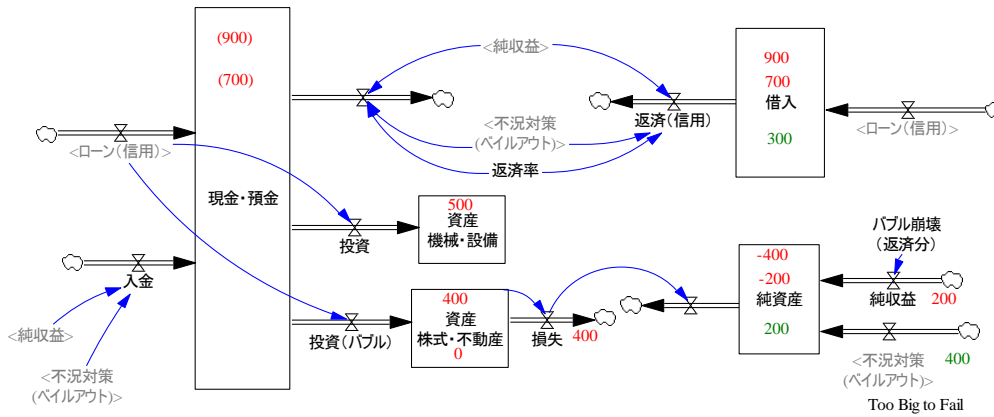 (900)
(700)
<ローン(信用)>
現金・預金
入金
<純収益>
<不況対策
(ベイルアウト)>
<純収益>
<不況対策
(ベイルアウト)>
返済率
返済(信用)
900
700
借入
300
<ローン(信用)>
投資
500
資産
機械・設備
投資(バブル)
400
資産
株式・不動産
0
損失
400
-400
-200
純資産
200
バブル崩壊
(返済分)
純収益
200
<不況対策
(ベイルアウト)>
400
Too Big to Fail